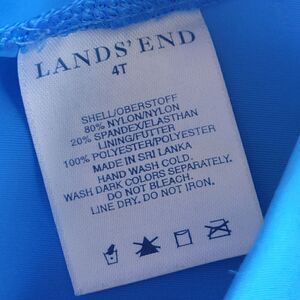 LANDS' END
4T
SHELL/OBERSTOFF
80% NYLON/NYLON
20% SPANDEX/ELASTHAN
LINING/FUTTER
100% POLYESTER/POLYESTER
MADE IN SRI LANKA
HAND WASH COLD.
WASH DARK COLORS SEPARATELY.
DO NOT BLEACH.
LINE DRY. DO NOT IRON.